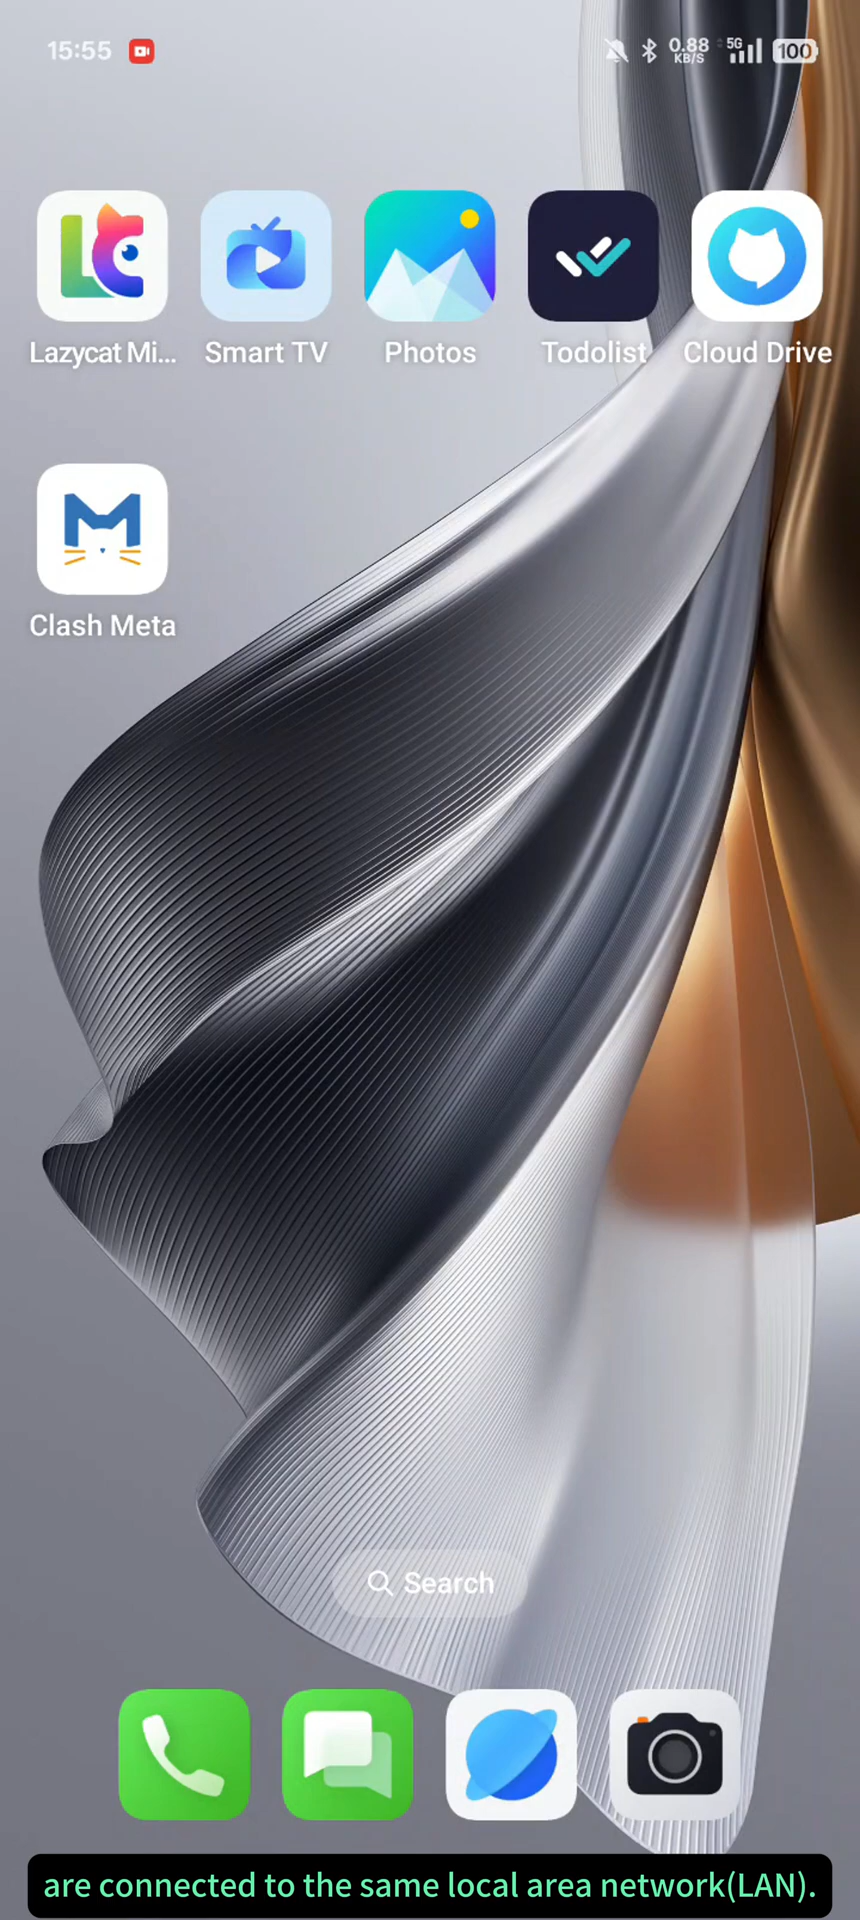 15:55
0.88
KB/S
5G
100
Lazycat Mi...
Smart TV
Photos
Todolist
Cloud Drive
Clash Meta
Search
are connected to the same local area network(LAN).